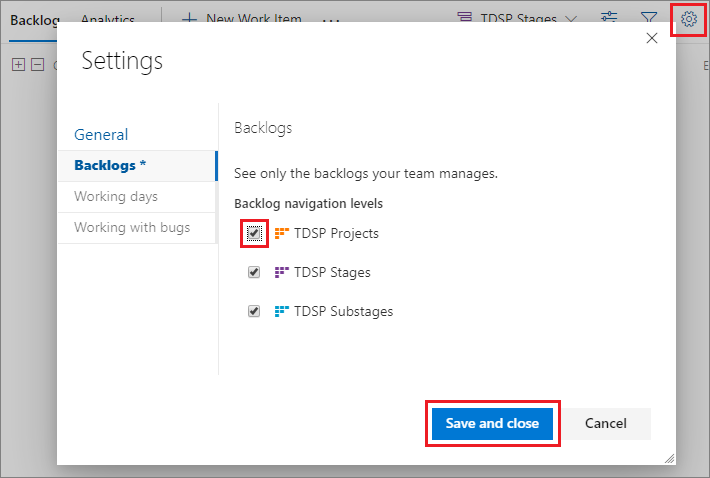 Backlog Analytics New Work Item ... TDSP Stages
Settings
General
Backlogs *
Working days
Working with bugs
Backlogs
See only the backlogs your team manages.
Backlog navigation levels
TDSP Projects
TDSP Stages
TDSP Substages
Save and close
Cancel